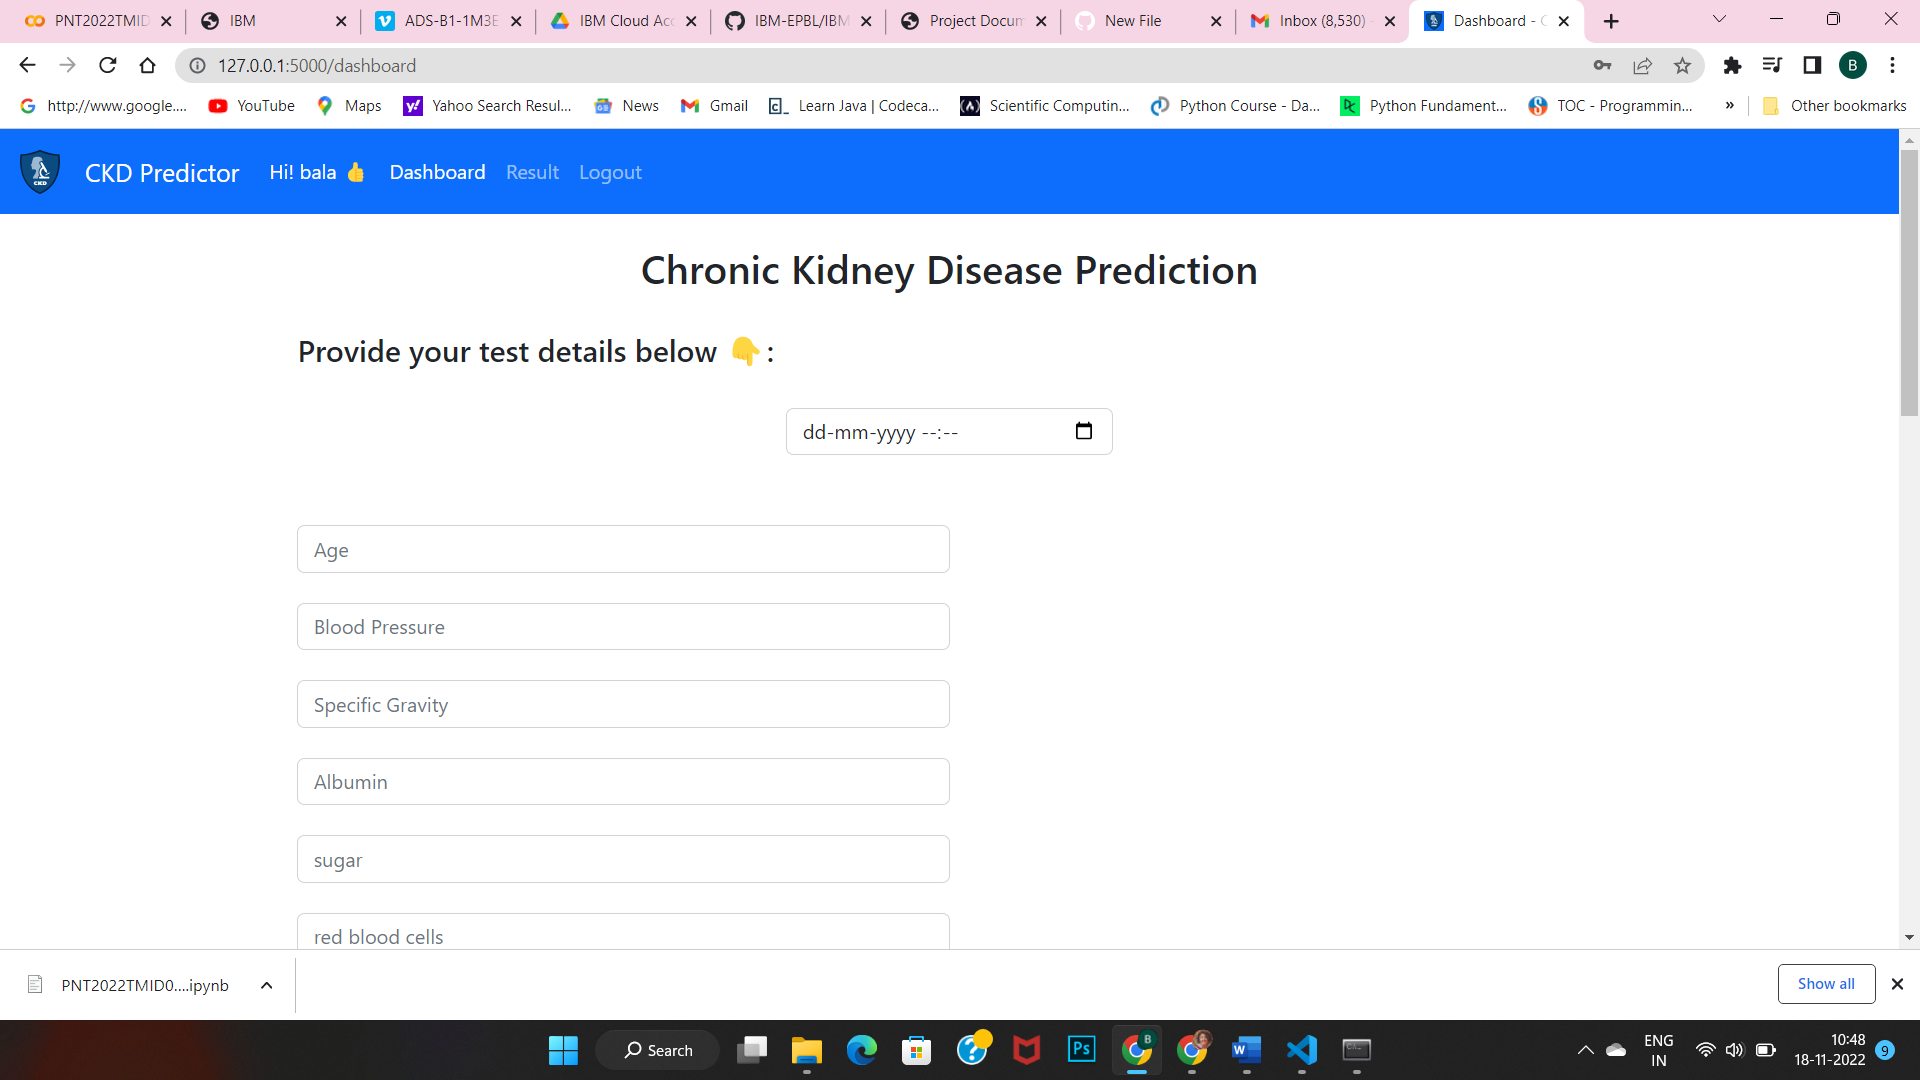 PNT2022TMID
IBM
ADS-B1-1M3E
IBM Cloud Acc
IBM-EPBL/IBM
Project Docum
New File
Inbox (8,530)
Dashboard - C
127.0.0.1:5000/dashboard
B
http://www.google....
YouTube
Maps
Yahoo Search Resul...
News
Gmail
Learn Java | Codeca...
Scientific Computin...
Python Course - Da...
Python Fundament...
TOC - Programmin...
»
Other bookmarks
CKD
CKD Predictor
Hi! bala 👍
Dashboard
Result
Logout
Chronic Kidney Disease Prediction
Provide your test details below 👇 :
dd-mm-yyyy --:--
Age
Blood Pressure
Specific Gravity
Albumin
sugar
red blood cells
PNT2022TMID0....ipynb
Show all
Search
Ps
B
ENG
IN
10:48
18-11-2022
9